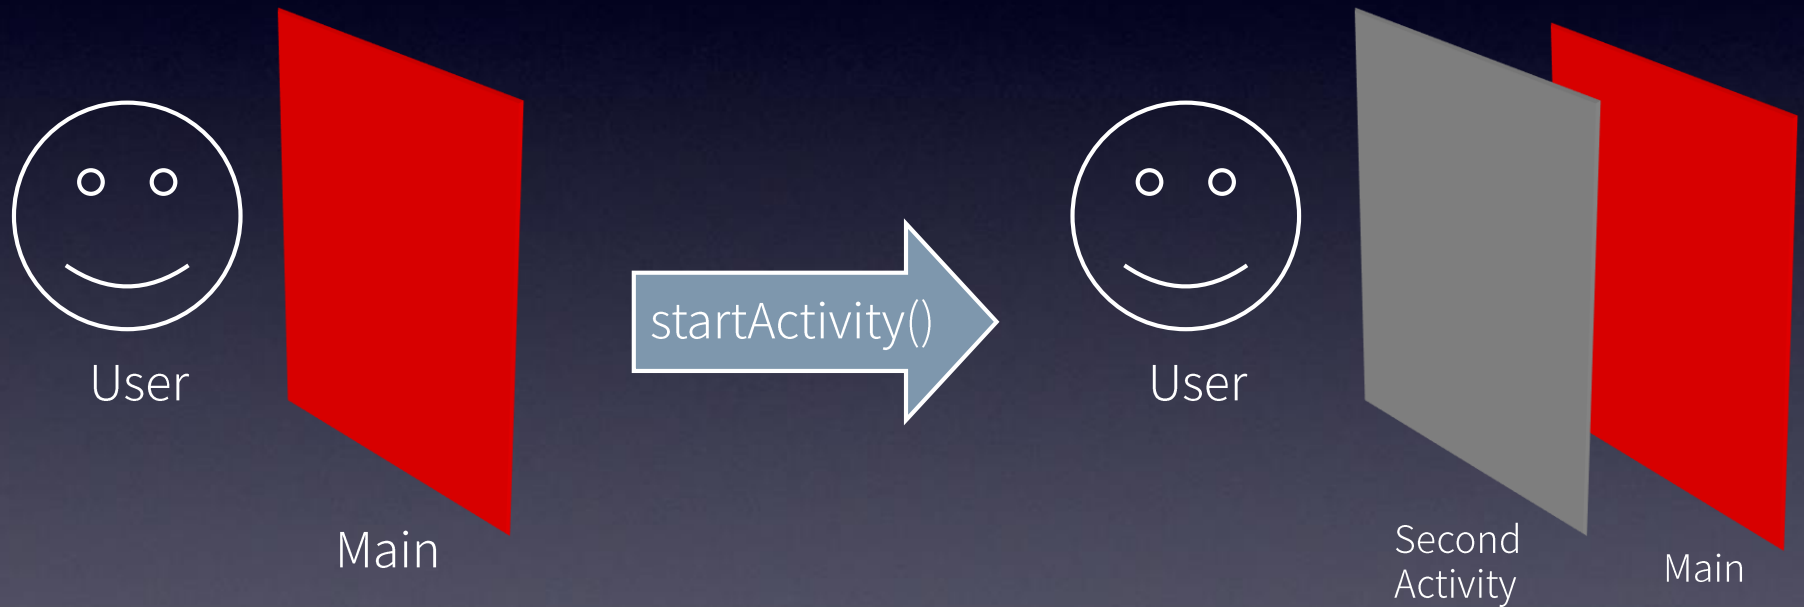 User
Main
startActivity()
User
Second
Activity
Main